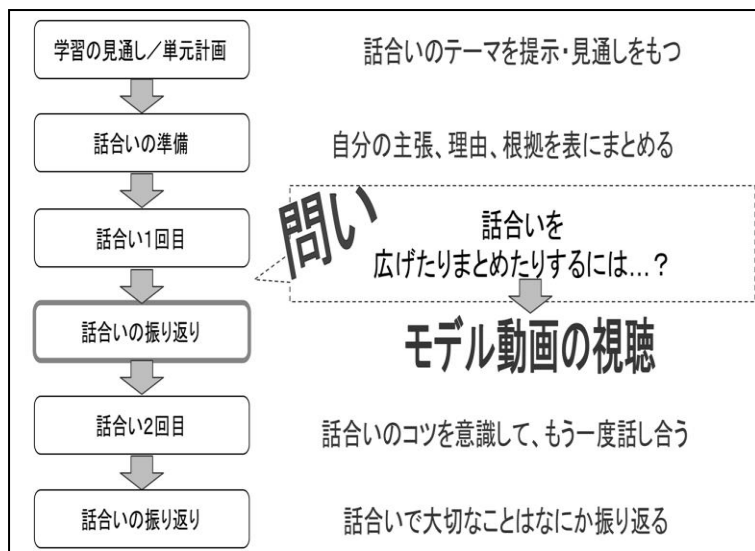 学習の見通し／単元計画
話合いのテーマを提示・見通しをもつ
話合いの準備
自分の主張、理由、根拠を表にまとめる
話合い1回目
問い
話合いを
広げたりまとめたりするには…？
話合いの振り返り
モデル動画の視聴
話合い2回目
話合いのコツを意識して、もう一度話し合う
話合いの振り返り
話合いで大切なことはなにか振り返る